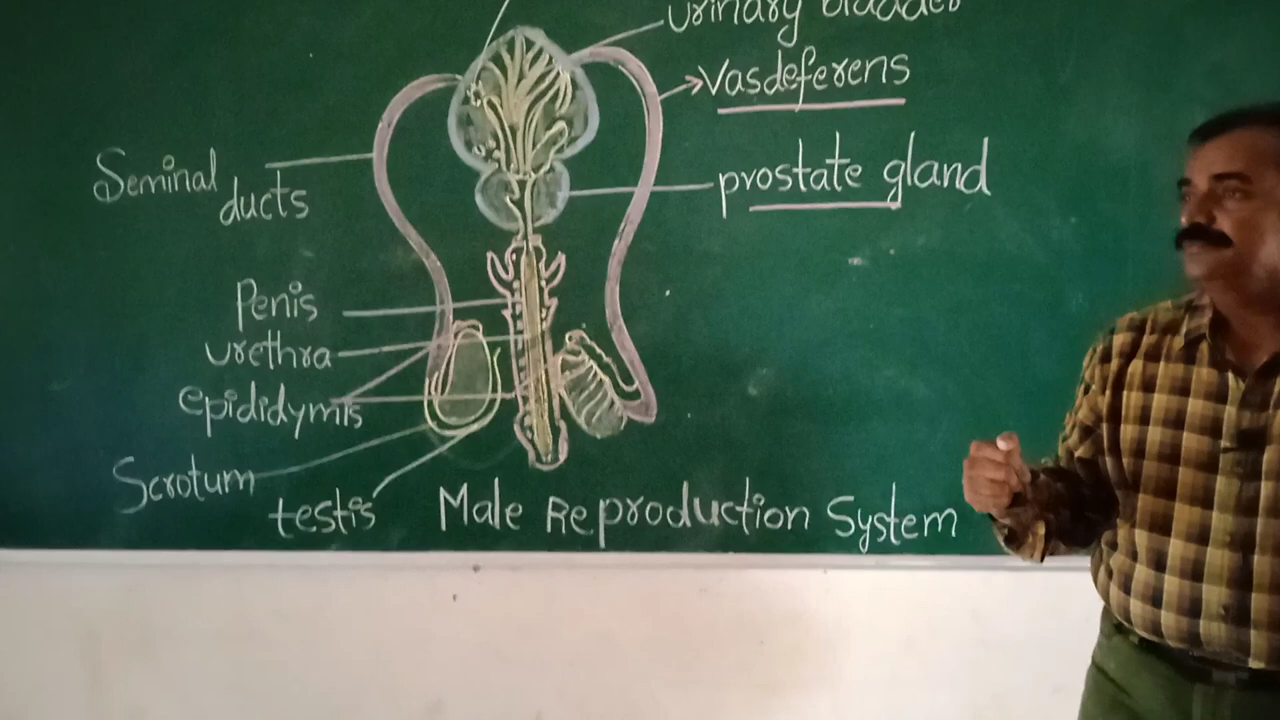 urinary bladder
Vasdeferens
Seminal
ducts
prostate gland
Penis
urethra
epididymis
Scrotum
testis
Male Reproduction System